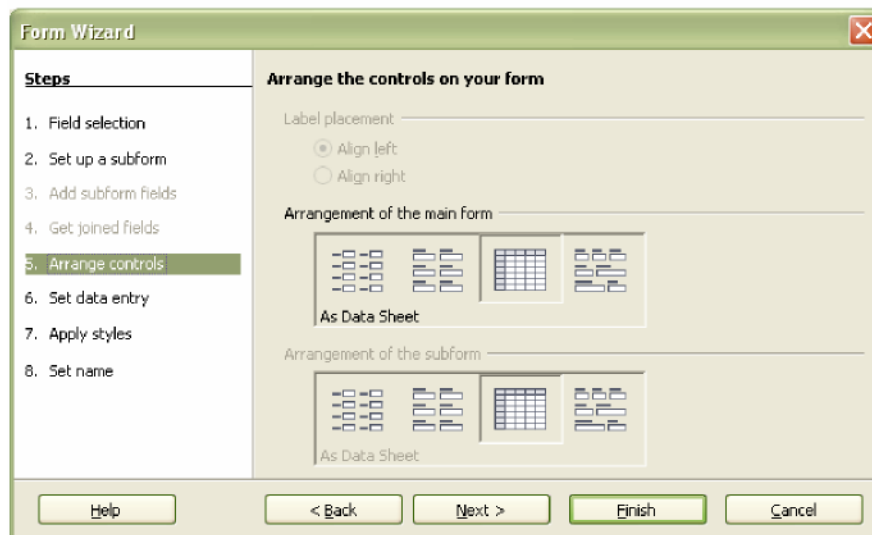 Form Wizard
Steps
1. Field selection
2. Set up a subform
3. Add subform fields
4. Get joined fields
5. Arrange controls
6. Set data entry
7. Apply styles
8. Set name
Arrange the controls on your form
Label placement
Align left
Align right
Arrangement of the main form
As Data Sheet
Arrangement of the subform
As Data Sheet
Help
< Back
Next >
Finish
Cancel